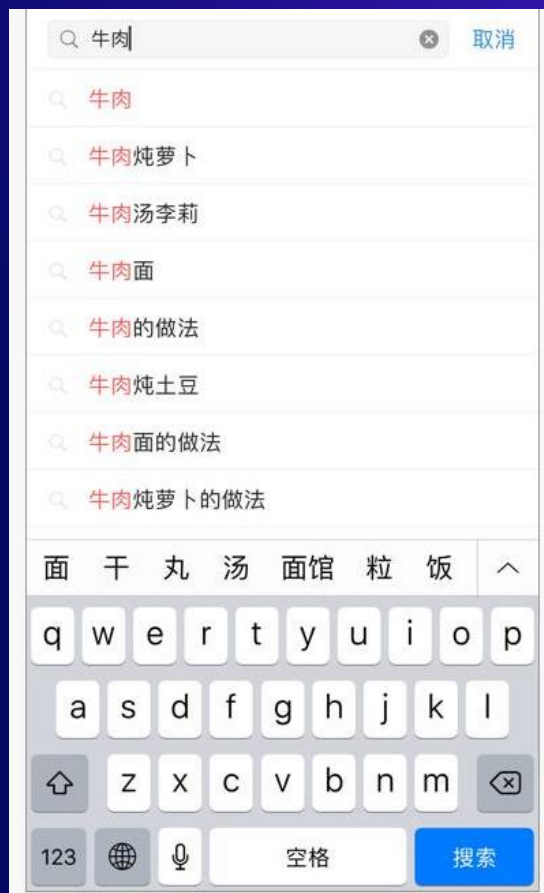 牛肉 取消
牛肉
牛肉炖萝卜
牛肉汤李莉
牛肉面
牛肉的做法
牛肉炖土豆
牛肉面的做法
牛肉炖萝卜的做法
面 干 丸 汤 面馆 粒 饭
q w e r t y u i o p
a s d f g h j k l
z x c v b n m
123 空格 搜索